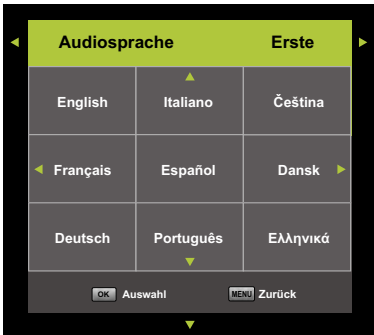 Audiosprache Erste
English Italiano Čeština
Français Español Dansk
Deutsch Português Ελληνικά
OK Auswahl MENU Zurück